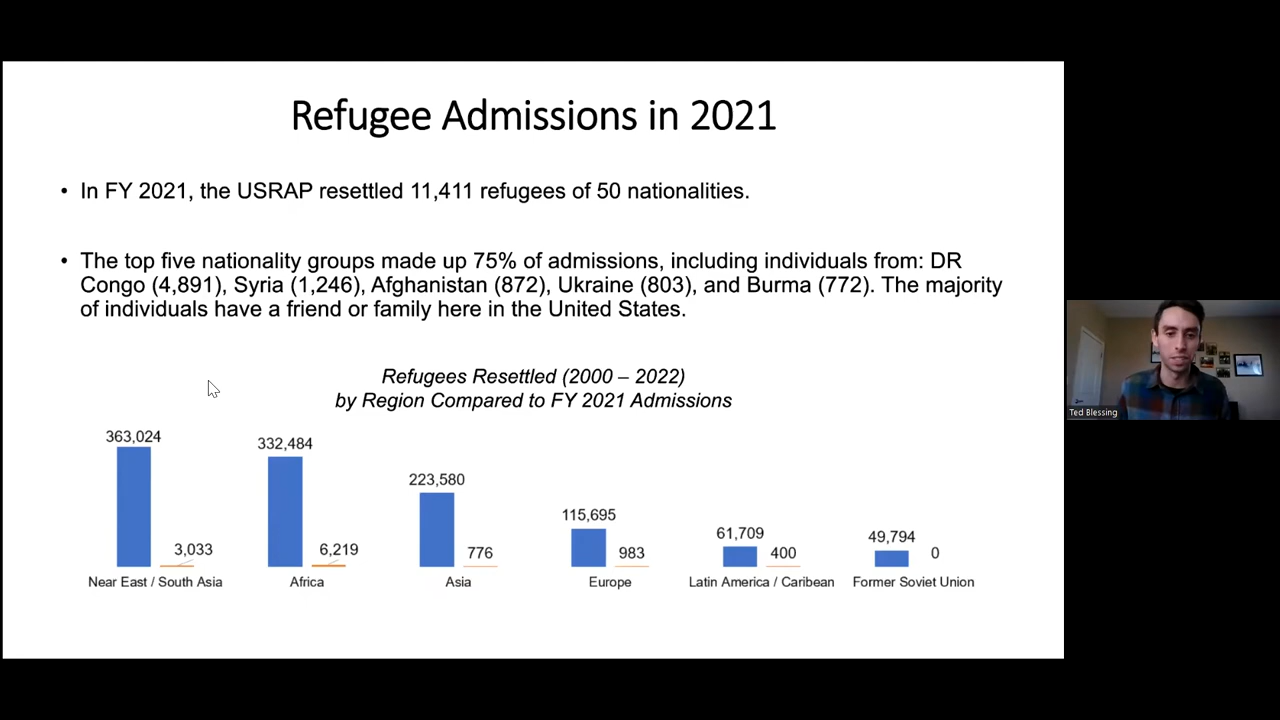 Refugee Admissions in 2021
• In FY 2021, the USRAP resettled 11,411 refugees of 50 nationalities.
• The top five nationality groups made up 75% of admissions, including individuals from: DR
Congo (4,891), Syria (1,246), Afghanistan (872), Ukraine (803), and Burma (772). The majority
of individuals have a friend or family here in the United States.
Refugees Resettled (2000 – 2022)
by Region Compared to FY 2021 Admissions
363,024
3,033
Near East / South Asia
332,484
6,219
Africa
223,580
776
Asia
115,695
983
Europe
61,709
400
Latin America / Caribean
49,794
0
Former Soviet Union
Ted Blessing